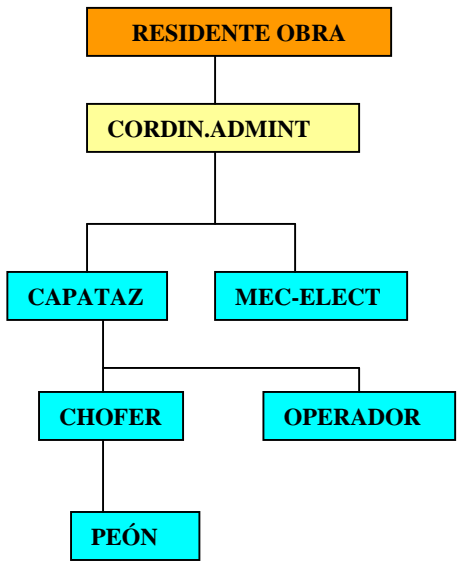 RESIDENTE OBRA
CORDIN.ADMINT
CAPATAZ
MEC-ELECT
CHOFER
OPERADOR
PEÓN